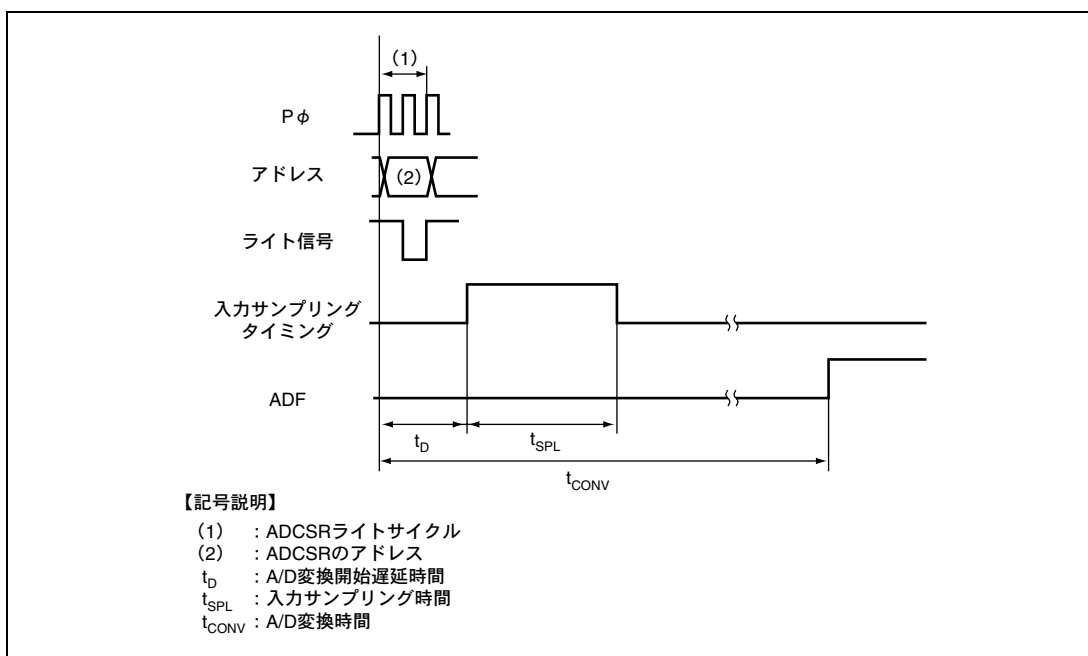 (1)
Pφ
アドレス
(2)
ライト信号
入力サンプリング
タイミング
ADF
tD
tSPL
tCONV
【記号説明】
(1) : ADCSRライトサイクル
(2) : ADCSRのアドレス
tD : A/D変換開始遅延時間
tSPL : 入力サンプリング時間
tCONV : A/D変換時間